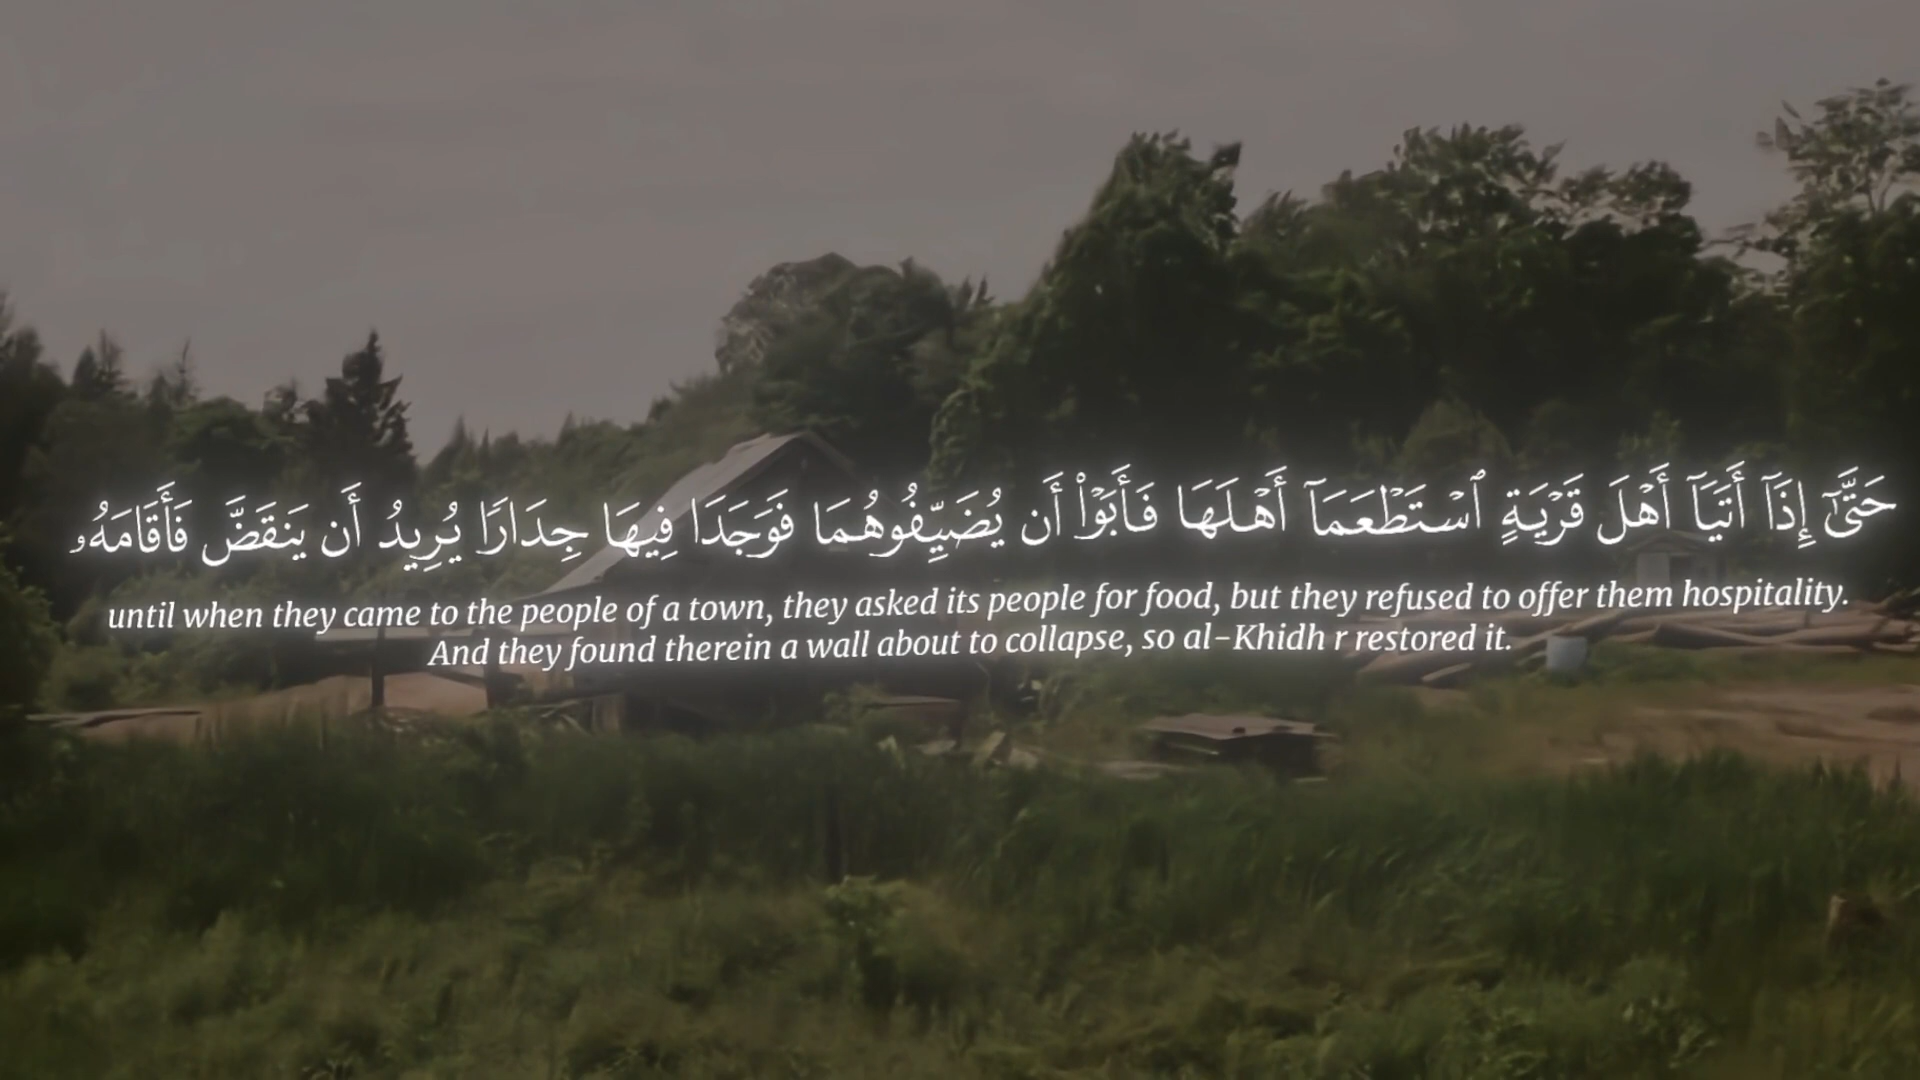 حَتَّىٰٓ إِذَآ أَتَيَآ أَهْلَ قَرْيَةٍ ٱسْتَطْعَمَآ أَهْلَهَا فَأَبَوْا۟ أَن يُضَيِّفُوهُمَا فَوَجَدَا فِيهَا جِدَارًا يُرِيدُ أَن يَنقَضَّ فَأَقَامَهُۥ
until when they came to the people of a town, they asked its people for food, but they refused to offer them hospitality.
And they found therein a wall about to collapse, so al-Khidh r restored it.